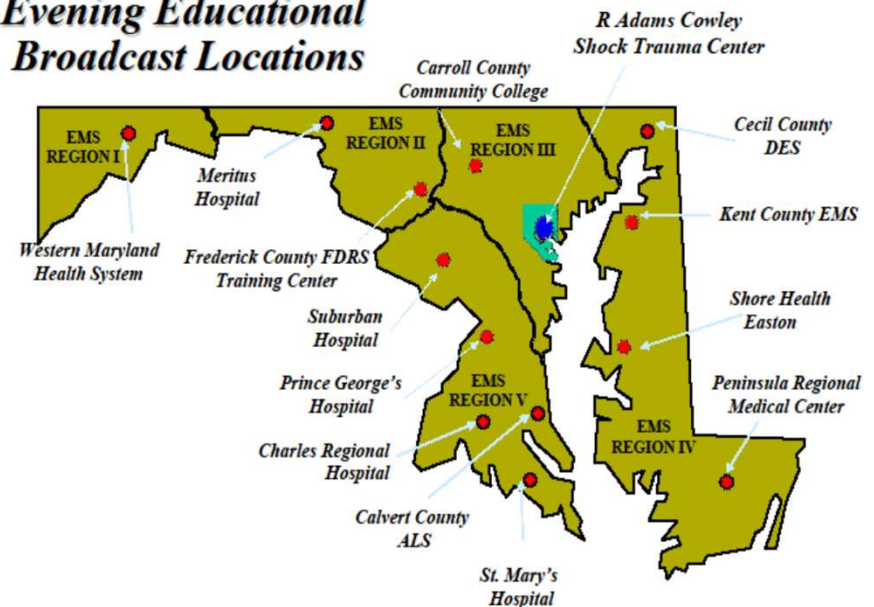 Evening Educational
Broadcast Locations
R Adams Cowley
Shock Trauma Center
Carroll County
Community College
Cecil County
DES
EMS
REGION I
EMS
REGION II
EMS
REGION III
Meritus
Hospital
Kent County EMS
Western Maryland
Health System
Frederick County FDRS
Training Center
Suburban
Hospital
Shore Health
Easton
Prince George's
Hospital
EMS
REGION V
Peninsula Regional
Medical Center
EMS
REGION IV
Charles Regional
Hospital
Calvert County
ALS
St. Mary's
Hospital